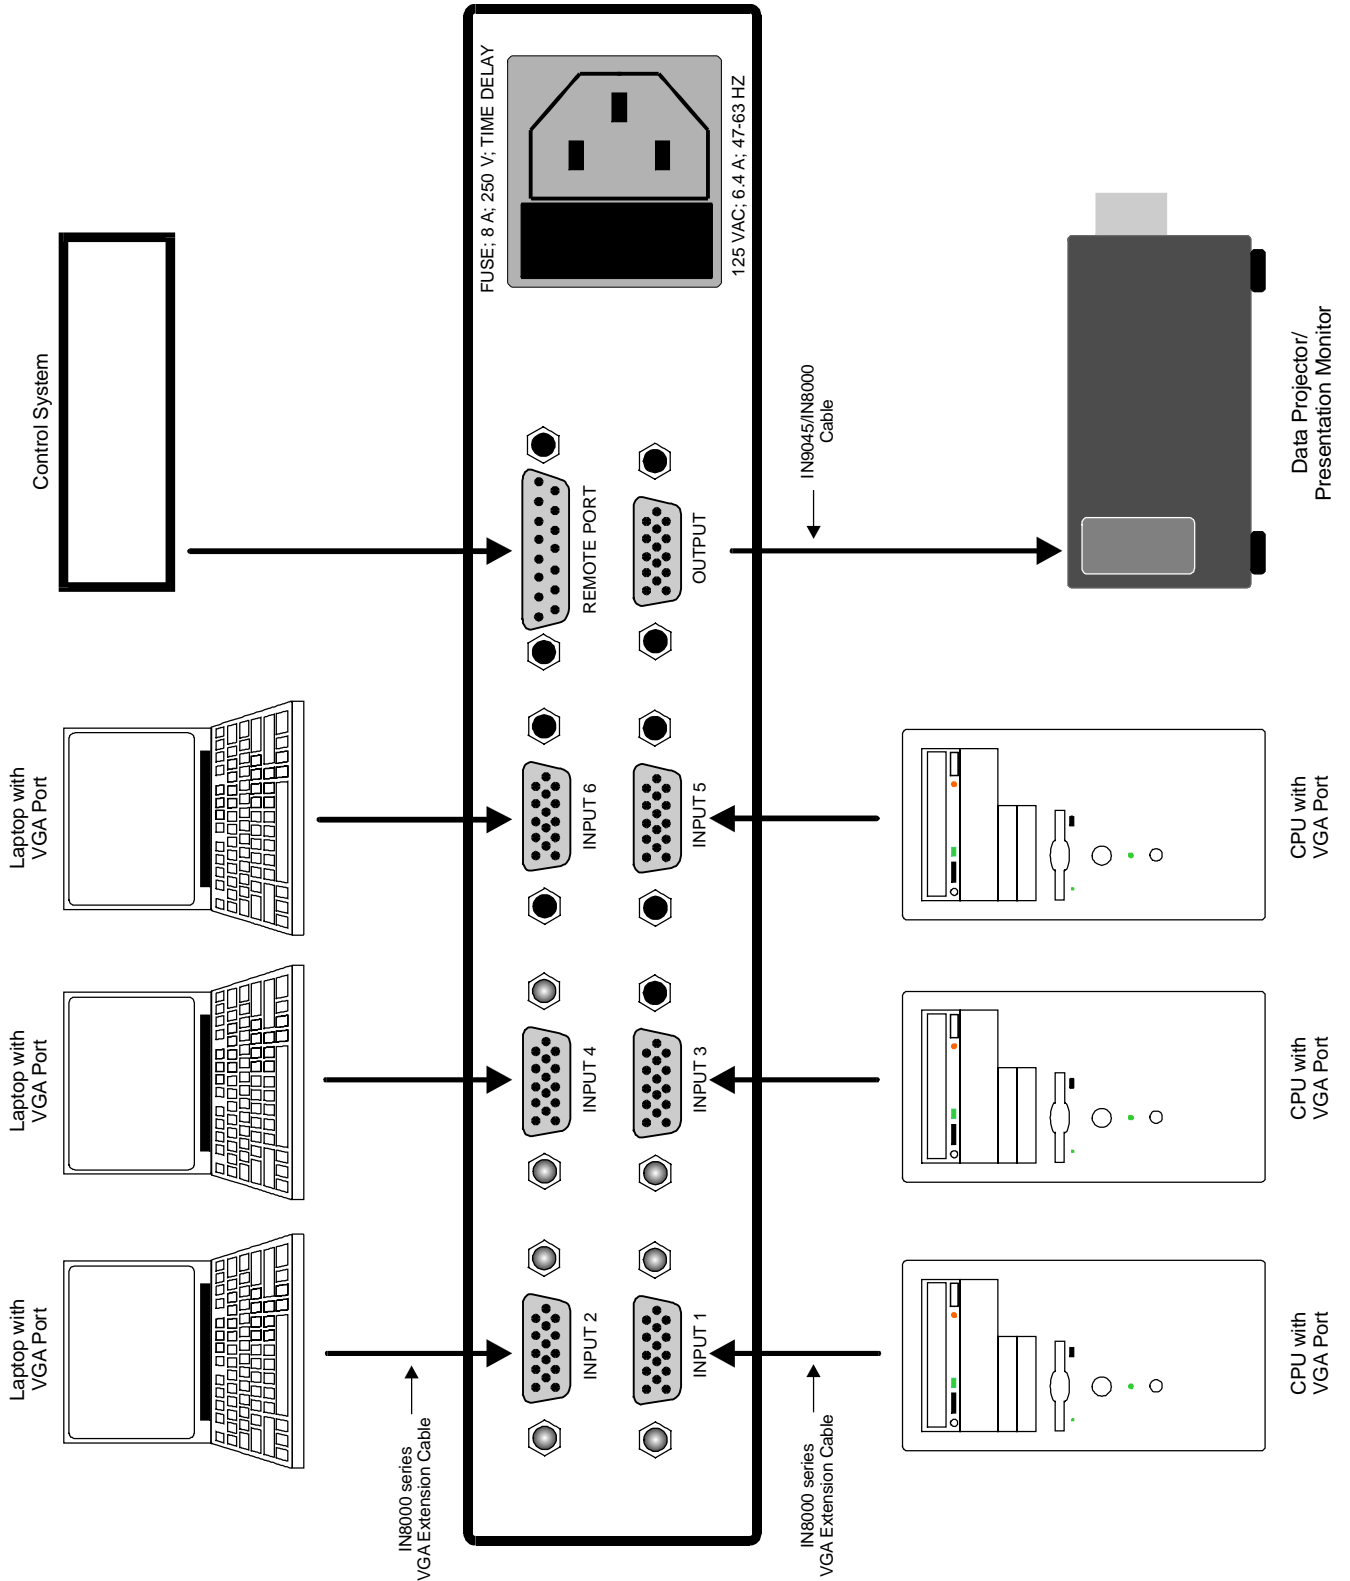 Laptop with
VGA Port
Laptop with
VGA Port
Laptop with
VGA Port
Control System
IN8000 series
VGA Extension Cable
FUSE; 8 A; 250 V; TIME DELAY
INPUT 2
INPUT 4
INPUT 6
REMOTE PORT
INPUT 1
INPUT 3
INPUT 5
OUTPUT
125 VAC; 6.4 A; 47-63 HZ
IN8000 series
VGA Extension Cable
IN9045/IN8000
Cable
CPU with
VGA Port
CPU with
VGA Port
CPU with
VGA Port
Data Projector/
Presentation Monitor